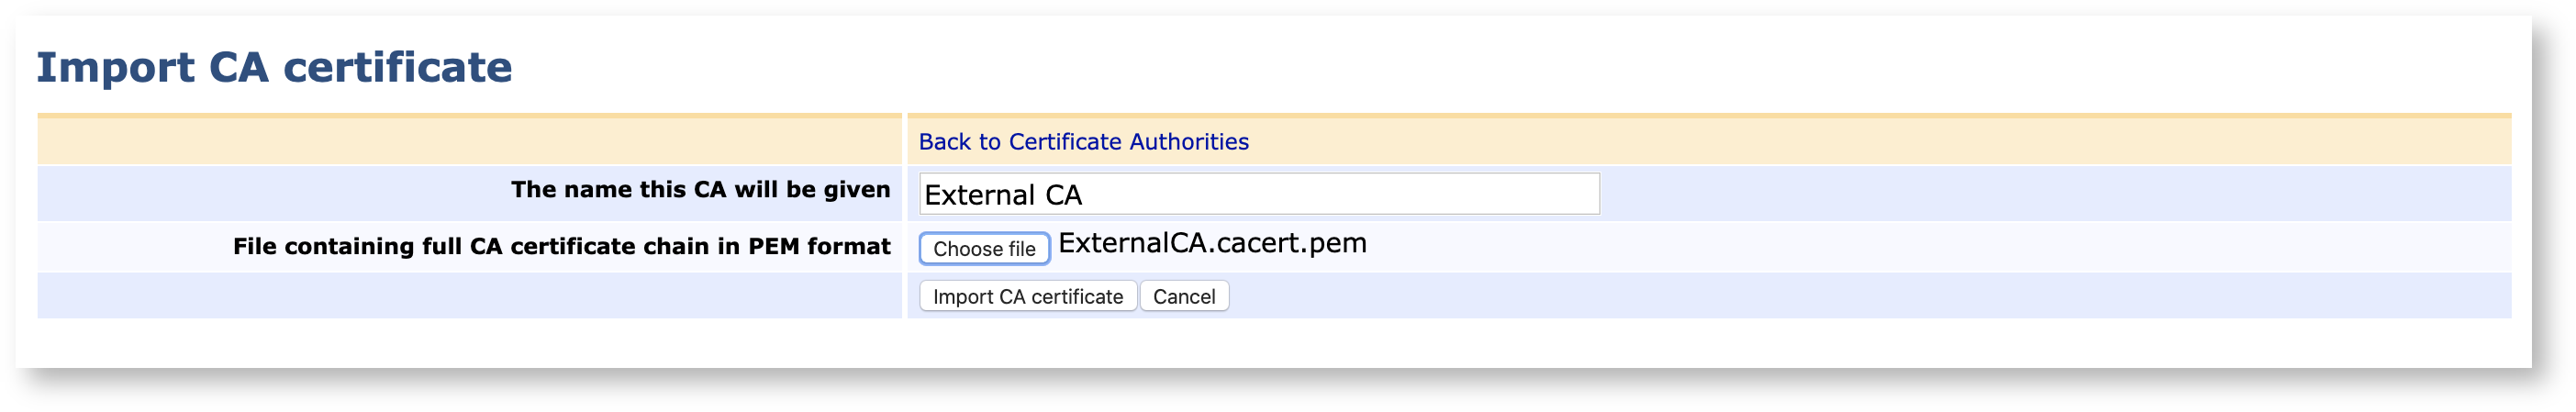 Import CA certificate
Back to Certificate Authorities
The name this CA will be given External CA
File containing full CA certificate chain in PEM format Choose file ExternalCA.cacert.pem
Import CA certificate Cancel